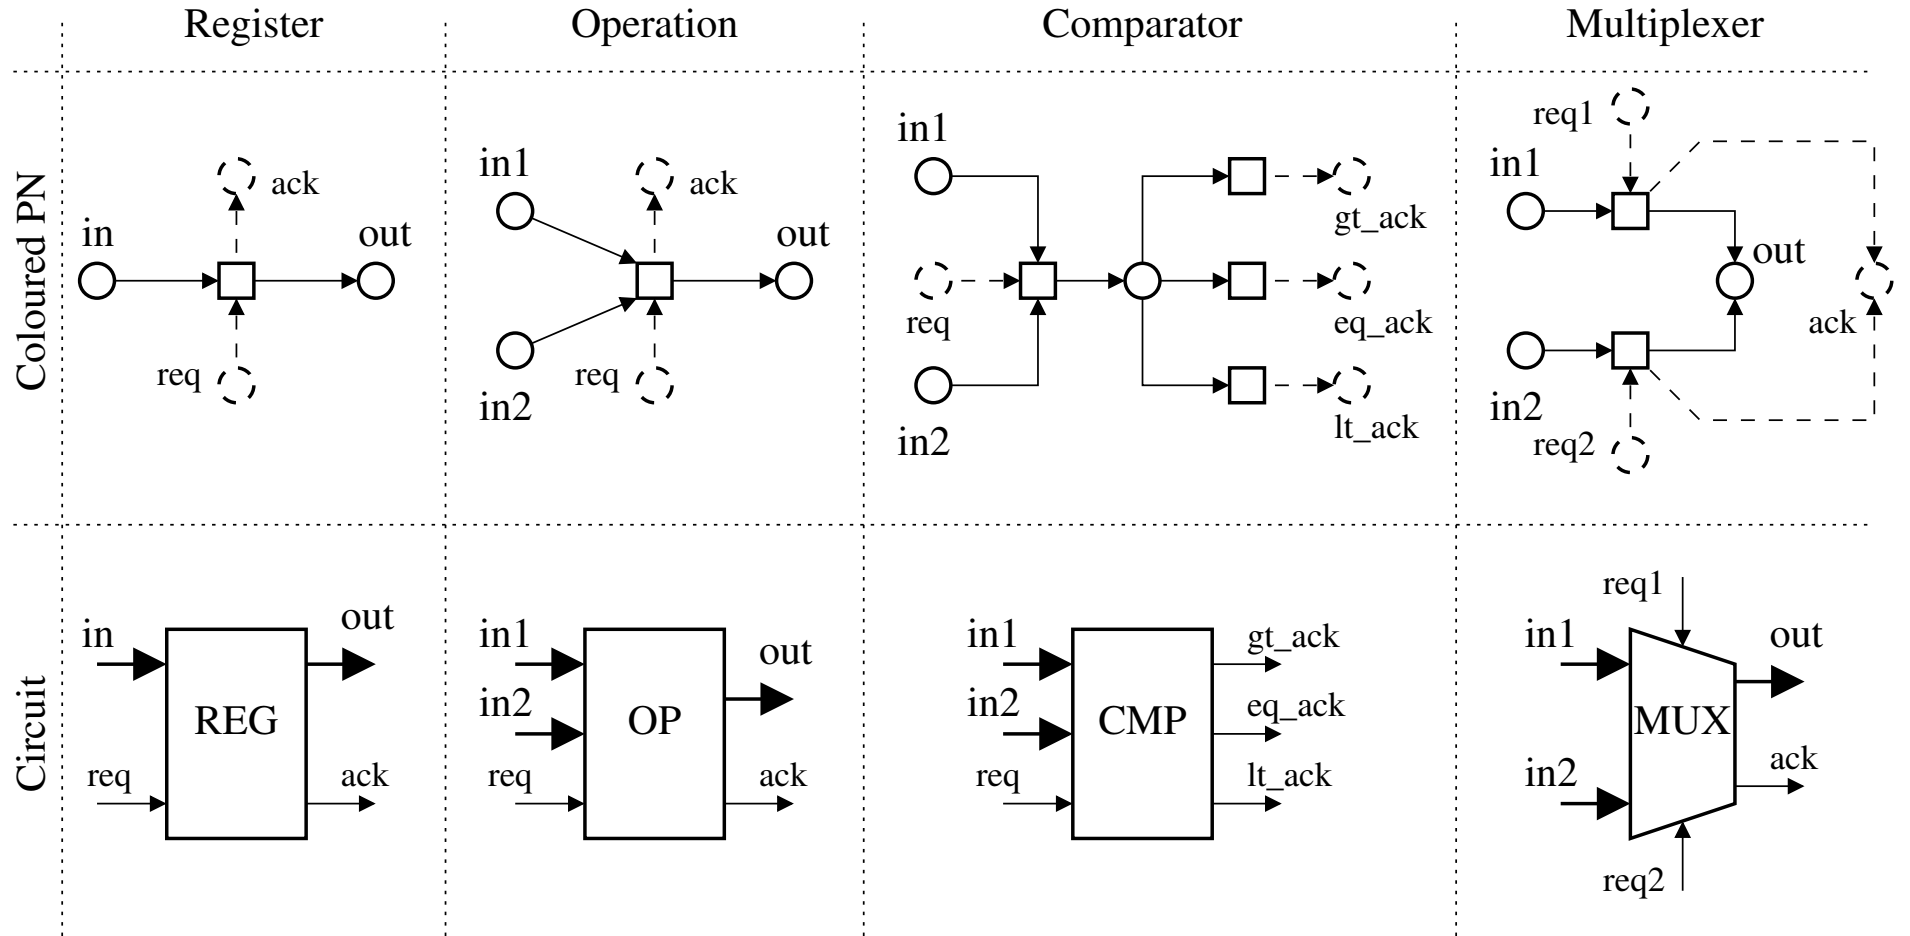 Register
Operation
Comparator
Multiplexer
Coloured PN
in
ack
out
req
in1
ack
out
in2
req
in1
gt_ack
req
eq_ack
in2
lt_ack
req1
in1
out
ack
in2
req2
Circuit
in
out
REG
req
ack
in1
out
in2
OP
req
ack
in1
gt_ack
in2
eq_ack
CMP
req
lt_ack
req1
in1
out
MUX
in2
ack
req2